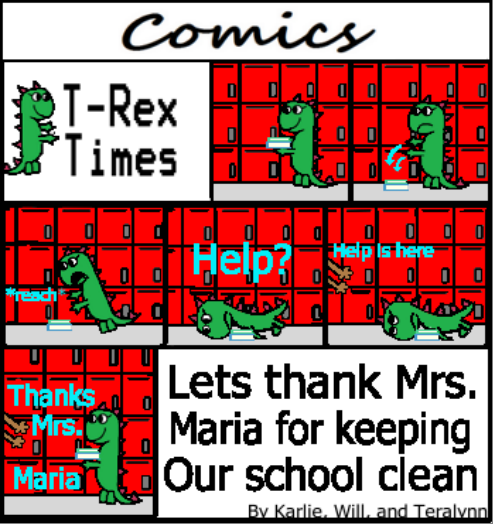 Comics
T-Rex
Times
*reach*
Help?
Help is here
Thanks
Mrs.
Maria
Lets thank Mrs.
Maria for keeping
Our school clean
By Karlie, Will, and Teralynn